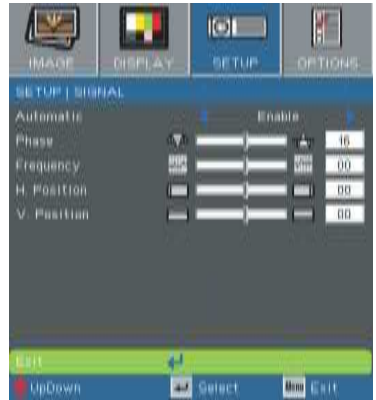 IMAGE DISPLAY SETUP OPTIONS
SETUP | SIGNAL
Automatic Enable
Phase 16
Frequency 00
H. Position 00
V. Position 00
Exit
UpDown Select Menu Exit